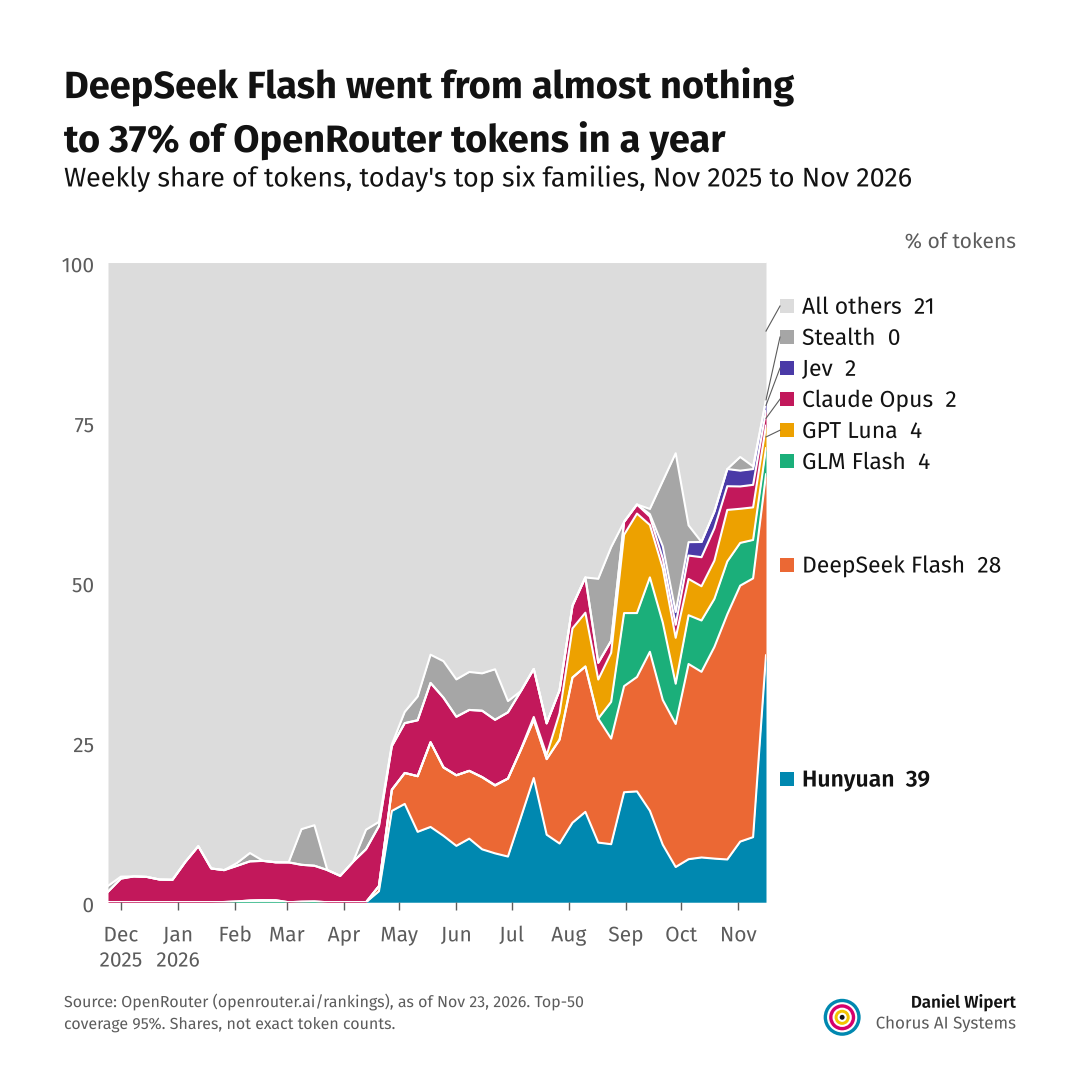 DeepSeek Flash went from almost nothing
to 37% of OpenRouter tokens in a year
Weekly share of tokens, today's top six families, Nov 2025 to Nov 2026
% of tokens
100
75
50
25
0
All others 21
Stealth 0
Jev 2
Claude Opus 2
GPT Luna 4
GLM Flash 4
DeepSeek Flash 28
Hunyuan 39
Dec Jan Feb Mar Apr May Jun Jul Aug Sep Oct Nov
2025 2026
Source: OpenRouter (openrouter.ai/rankings), as of Nov 23, 2026. Top-50
coverage 95%. Shares, not exact token counts.
Daniel Wipert
Chorus AI Systems